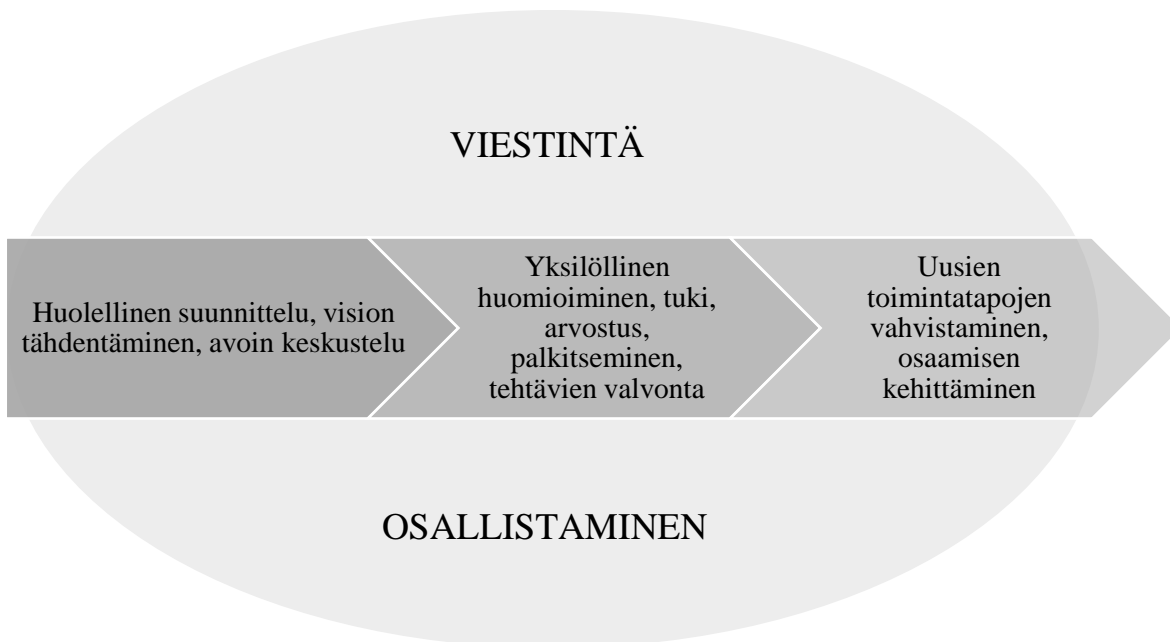 VIESTINTÄ
Huolellinen suunnittelu, vision
tähdentäminen, avoin keskustelu
Yksilöllinen
huomioiminen, tuki,
arvostus,
palkitseminen,
tehtävien valvonta
Uusien
toimintatapojen
vahvistaminen,
osaamisen
kehittäminen
OSALLISTAMINEN